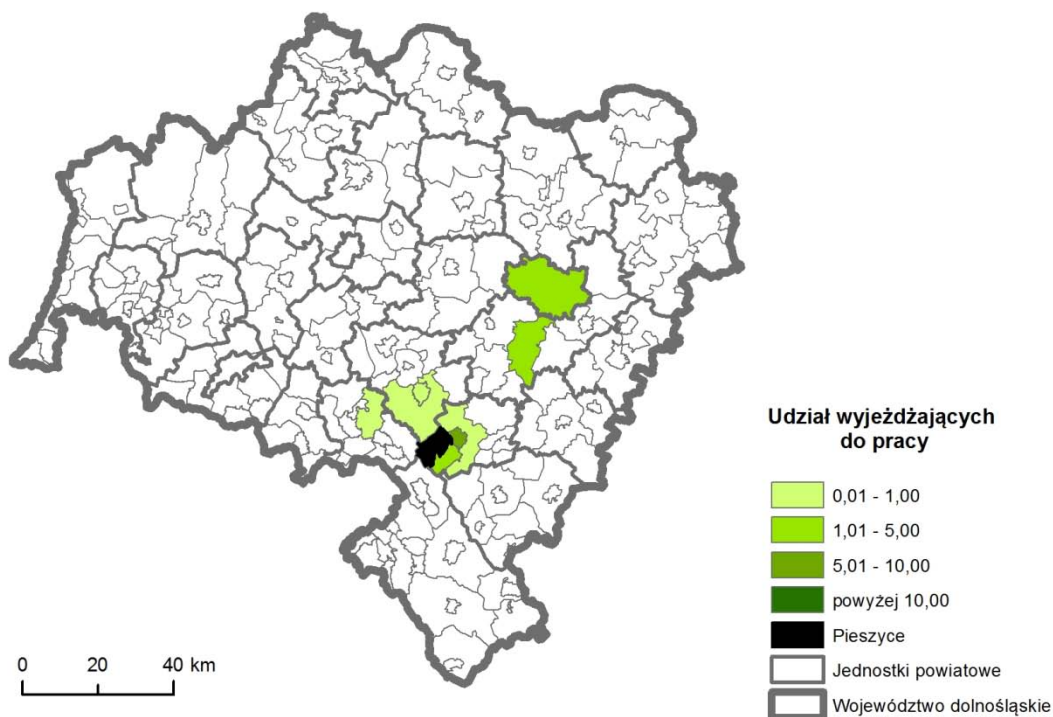 Udział wyjeżdżających
do pracy
0,01 - 1,00
1,01 - 5,00
5,01 - 10,00
powyżej 10,00
Pieszyce
Jednostki powiatowe
Województwo dolnośląskie
0 20 40 km